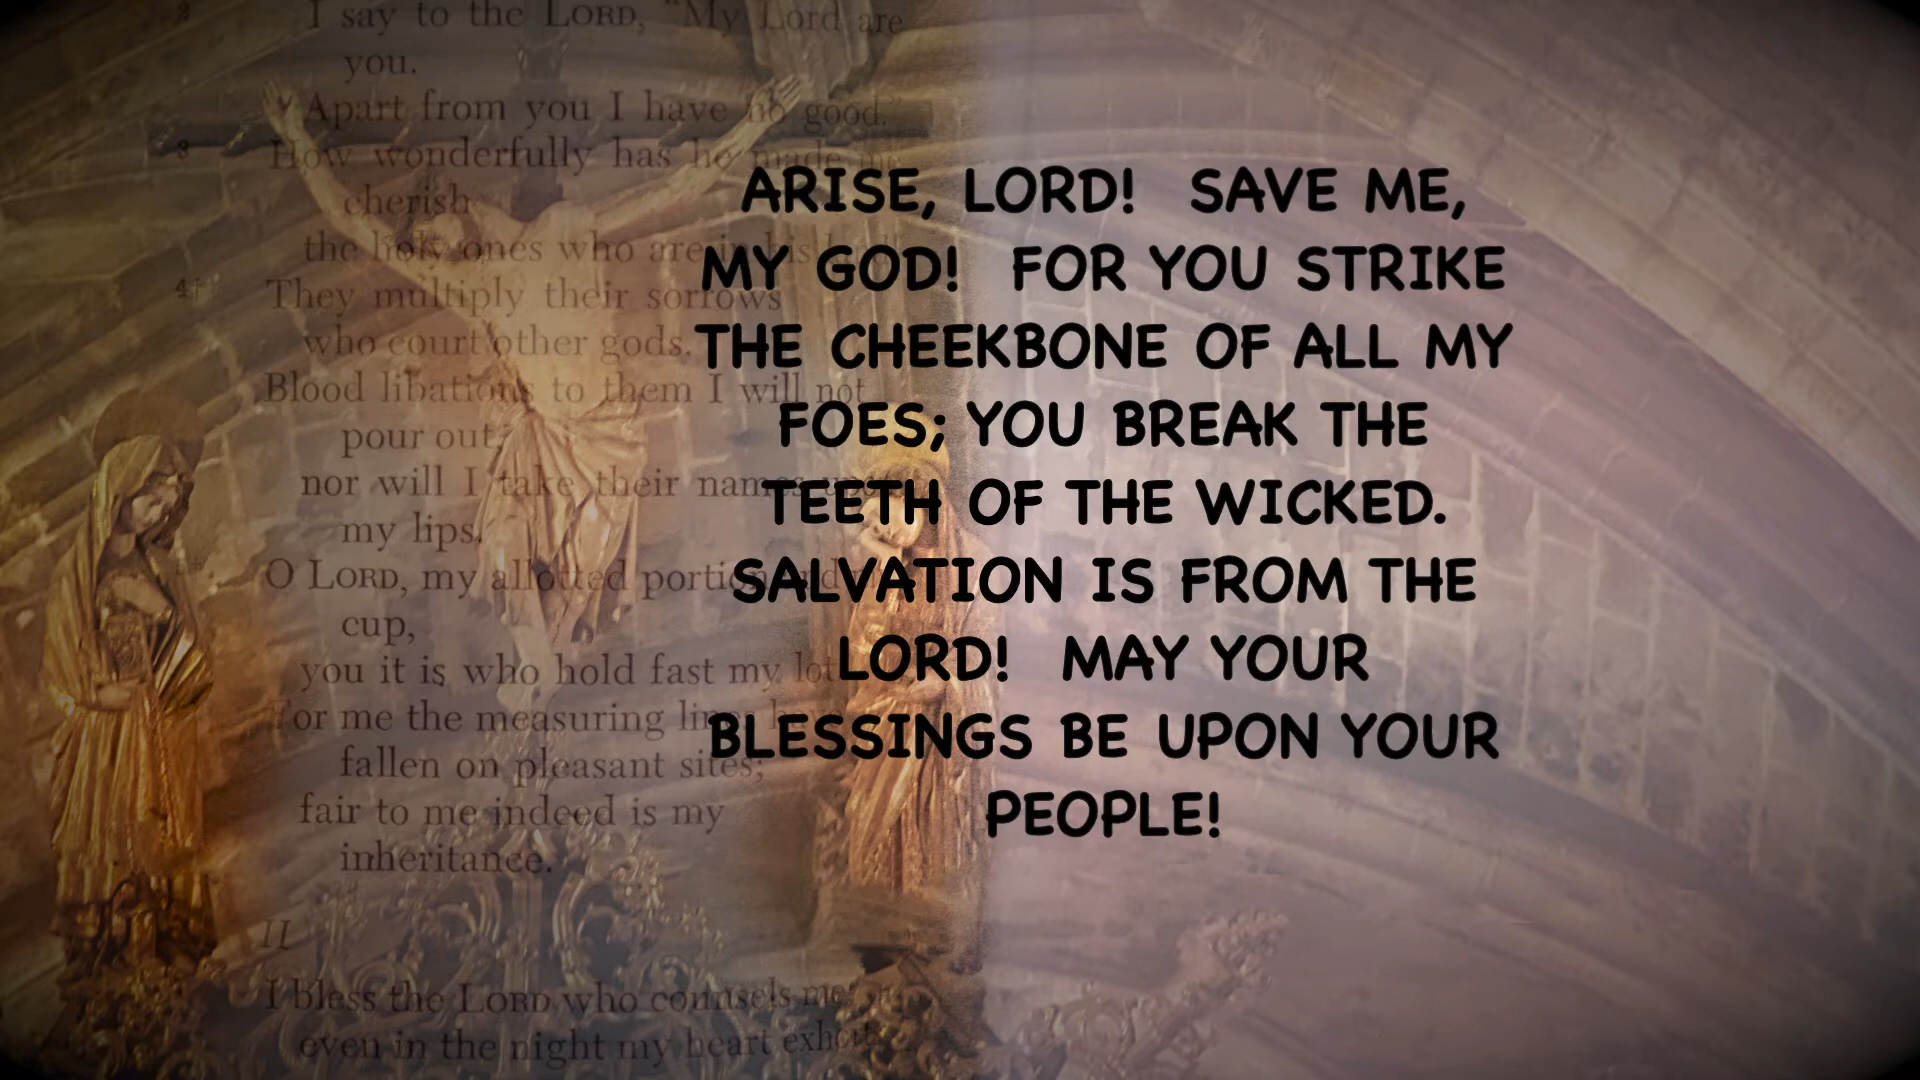 2
I say to the LORD, "My Lord are
you.
Apart from you I have no good."
3
How wonderfully has he made me
cherish
the holy ones who are in his
4†
They multiply their sorrows
who court other gods.
Blood libations to them I will not
pour out,
nor will I take their names upon
my lips.
O LORD, my allotted portion and
cup,
you it is who hold fast my lot
For me the measuring lines
fallen on pleasant sites;
fair to me indeed is my
inheritance.
II
I bless the LORD who counsels me
even in the night my heart
ARISE, LORD! SAVE ME,
MY GOD! FOR YOU STRIKE
THE CHEEKBONE OF ALL MY
FOES; YOU BREAK THE
TEETH OF THE WICKED.
SALVATION IS FROM THE
LORD! MAY YOUR
BLESSINGS BE UPON YOUR
PEOPLE!